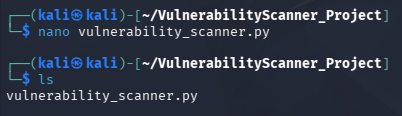 ┌──(kali㉿kali)-[~/VulnerabilityScanner_Project]
└─$ nano vulnerability_scanner.py
┌──(kali㉿kali)-[~/VulnerabilityScanner_Project]
└─$ ls
vulnerability_scanner.py